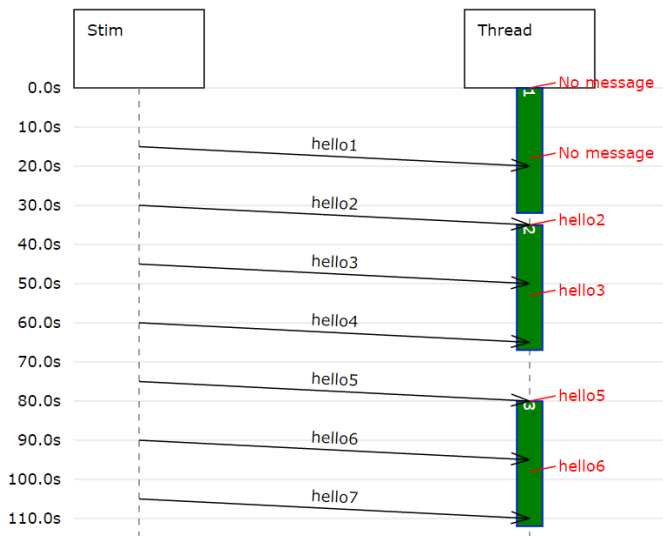 Stim
Thread
0.0s
1
No message
10.0s
hello1
No message
20.0s
30.0s
hello2
hello2
2
40.0s
hello3
50.0s
hello3
60.0s
hello4
70.0s
hello5
80.0s
hello5
3
90.0s
hello6
hello6
100.0s
hello7
110.0s